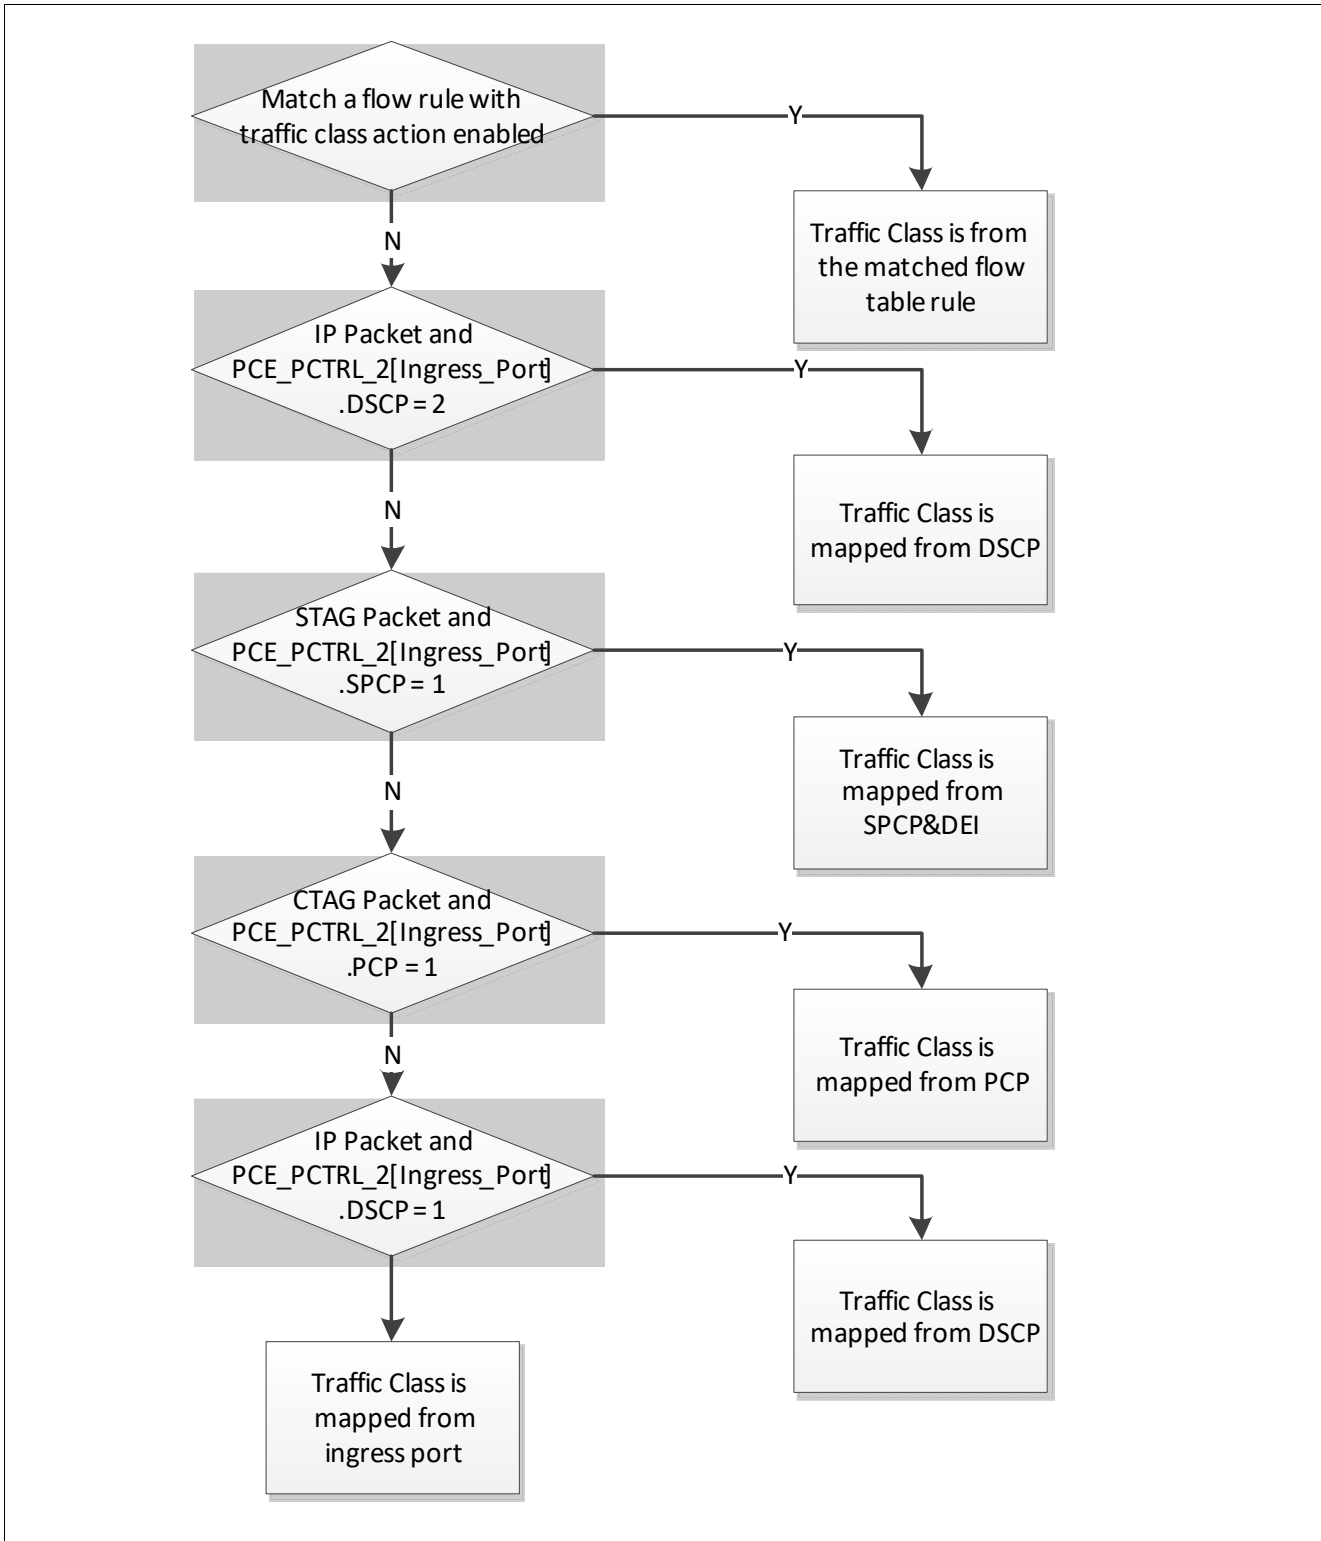 Match a flow rule with
traffic class action enabled
Y
Traffic Class is from
the matched flow
table rule
N
IP Packet and
PCE_PCTRL_2[Ingress_Port]
.DSCP = 2
Y
Traffic Class is
mapped from DSCP
N
STAG Packet and
PCE_PCTRL_2[Ingress_Port]
.SPCP = 1
Y
Traffic Class is
mapped from
SPCP&DEI
N
CTAG Packet and
PCE_PCTRL_2[Ingress_Port]
.PCP = 1
Y
Traffic Class is
mapped from PCP
N
IP Packet and
PCE_PCTRL_2[Ingress_Port]
.DSCP = 1
Y
Traffic Class is
mapped from DSCP
Traffic Class is
mapped from
ingress port